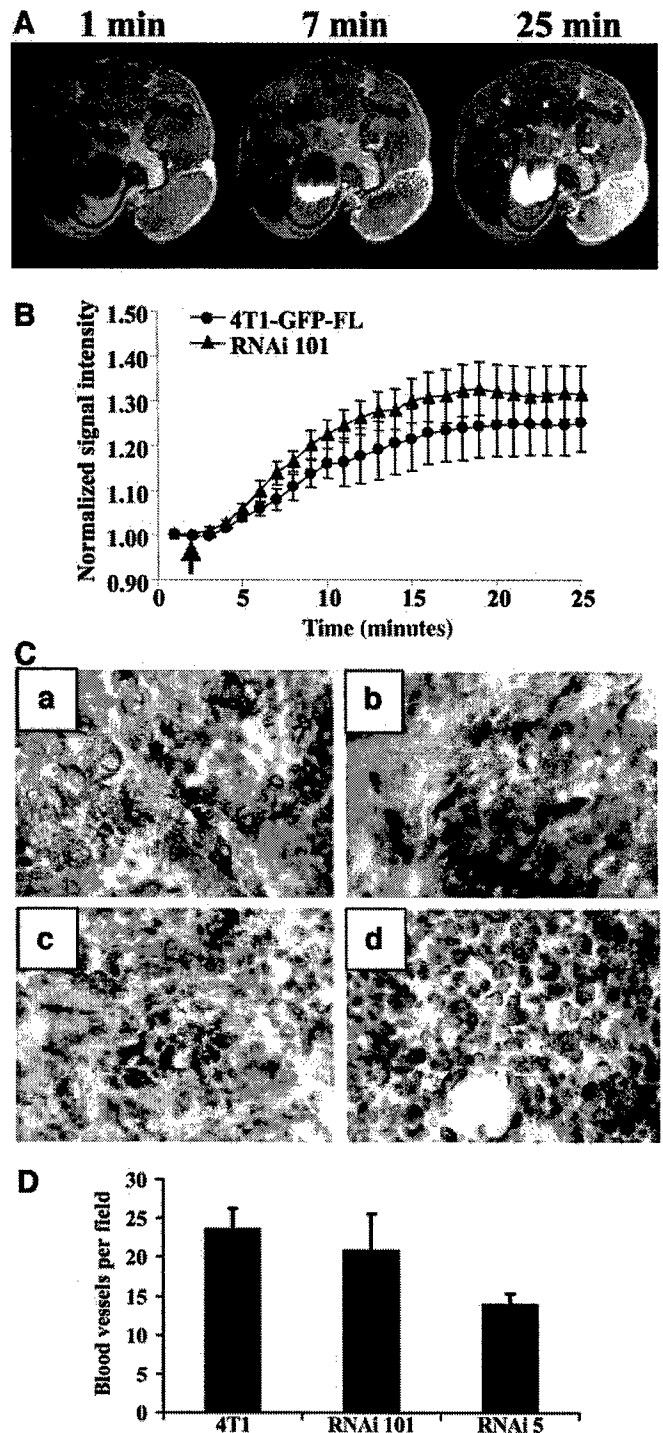 A
1 min 7 min 25 min
B
Normalized signal intensity
1.50
1.40
1.30
1.20
1.10
1.00
0.90
4T1-GFP-FL
RNAi 101
0 5 10 15 20 25
Time (minutes)
C
a b
c d
D
Blood vessels per field
30
25
20
15
10
5
0
4T1 RNAi 101 RNAi 5